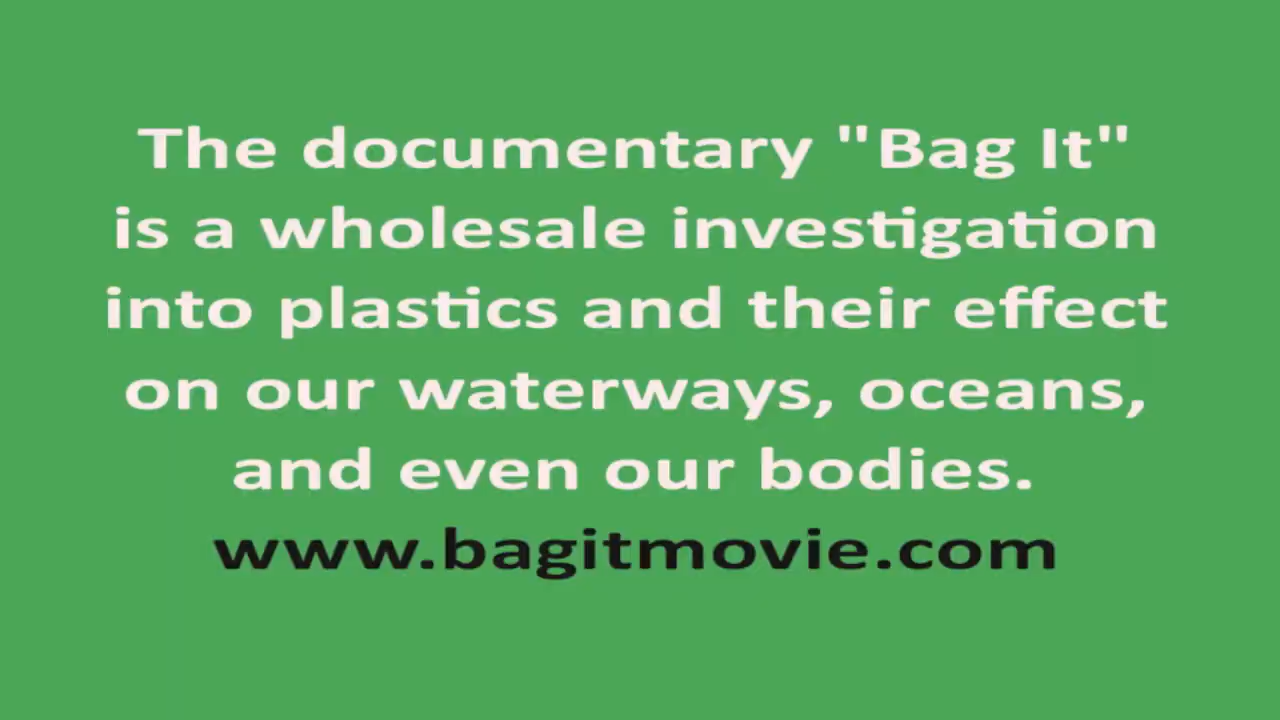 The documentary "Bag It"
is a wholesale investigation
into plastics and their effect
on our waterways, oceans,
and even our bodies.
www.bagitmovie.com